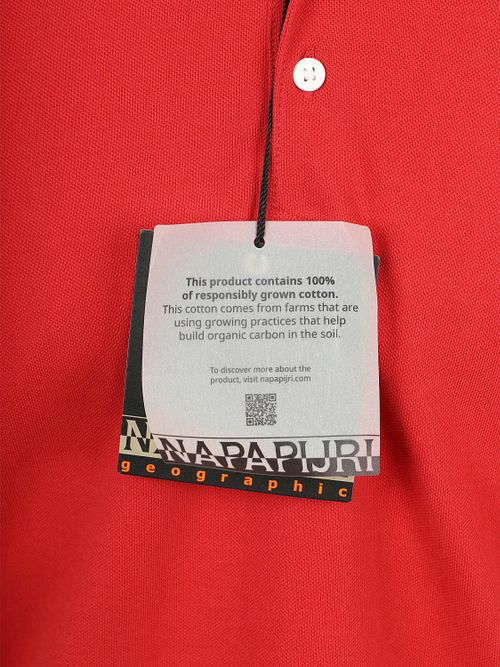 This product contains 100%
of responsibly grown cotton.
This cotton comes from farms that are
using growing practices that help
build organic carbon in the soil.
To discover more about the
product, visit napapijri.com
N NAPAPIJRI
geographic